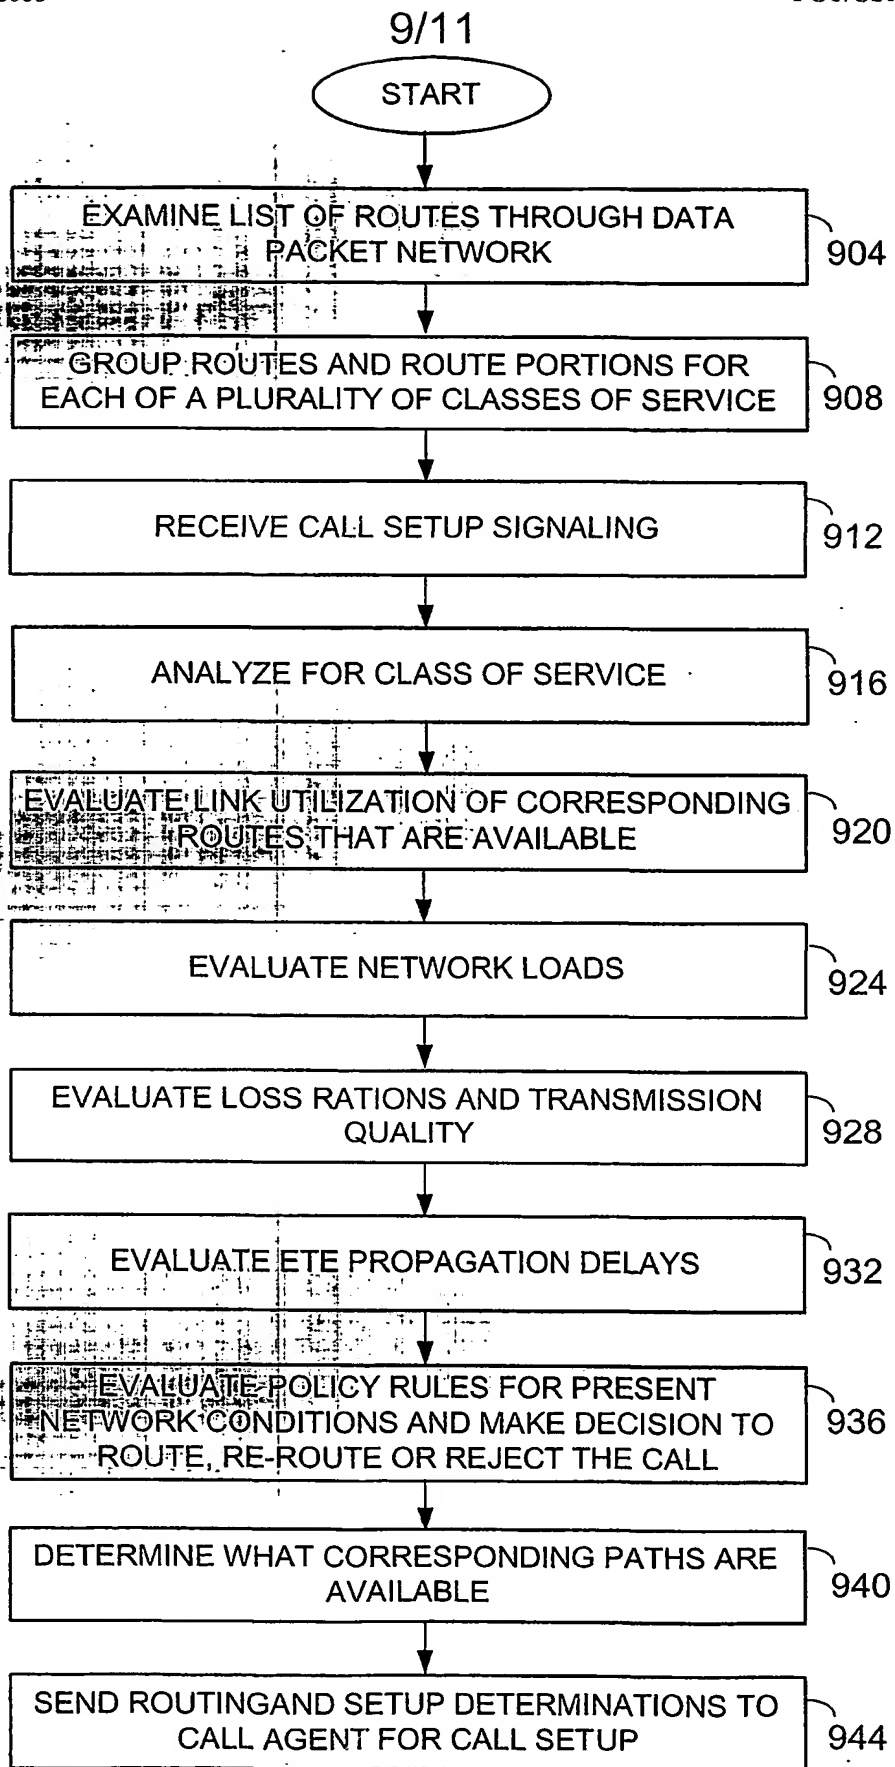 9/11
START
EXAMINE LIST OF ROUTES THROUGH DATA
PACKET NETWORK
904
GROUP ROUTES AND ROUTE PORTIONS FOR
EACH OF A PLURALITY OF CLASSES OF SERVICE
908
RECEIVE CALL SETUP SIGNALING
912
ANALYZE FOR CLASS OF SERVICE
916
EVALUATE LINK UTILIZATION OF CORRESPONDING
ROUTES THAT ARE AVAILABLE
920
EVALUATE NETWORK LOADS
924
EVALUATE LOSS RATIONS AND TRANSMISSION
QUALITY
928
EVALUATE ETE PROPAGATION DELAYS
932
EVALUATE POLICY RULES FOR PRESENT
NETWORK CONDITIONS AND MAKE DECISION TO
ROUTE, RE-ROUTE OR REJECT THE CALL
936
DETERMINE WHAT CORRESPONDING PATHS ARE
AVAILABLE
940
SEND ROUTINGAND SETUP DETERMINATIONS TO
CALL AGENT FOR CALL SETUP
944